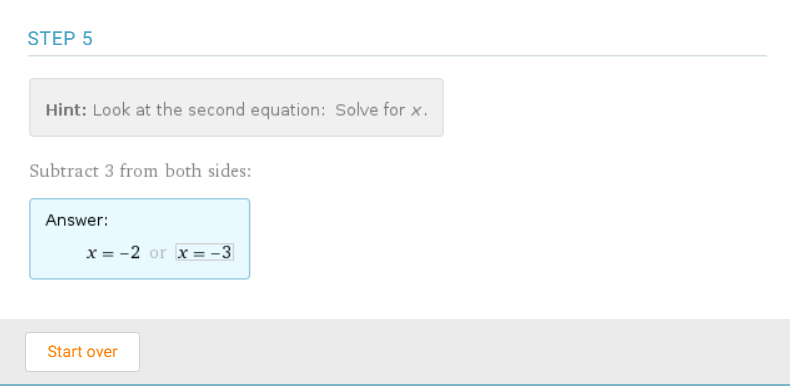 STEP 5
Hint: Look at the second equation: Solve for x.
Subtract 3 from both sides:
Answer:
x = −2 or x = −3
Start over